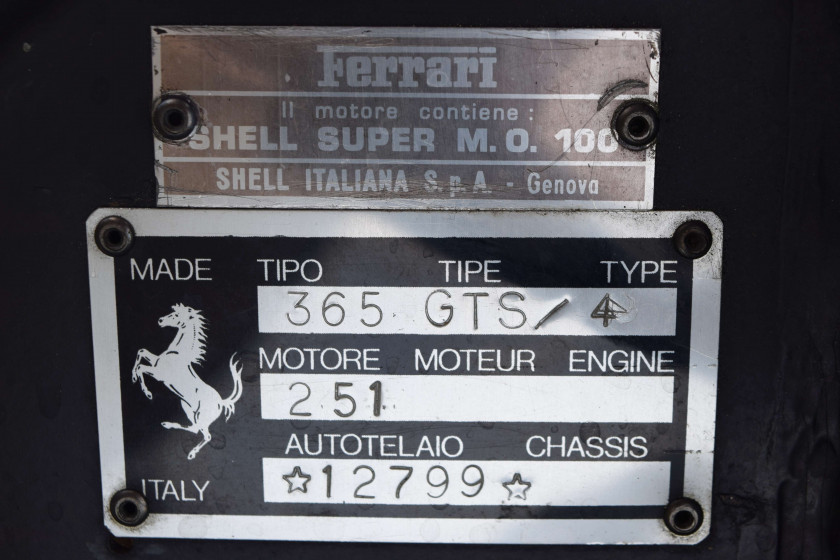 Ferrari
Il motore contiene:
SHELL SUPER M. O. 100
SHELL ITALIANA S.p.A. - Genova
MADE TIPO TIPE TYPE
365 GTS/4
MOTORE MOTEUR ENGINE
251
AUTOTELAIO CHASSIS
ITALY ☆12799☆